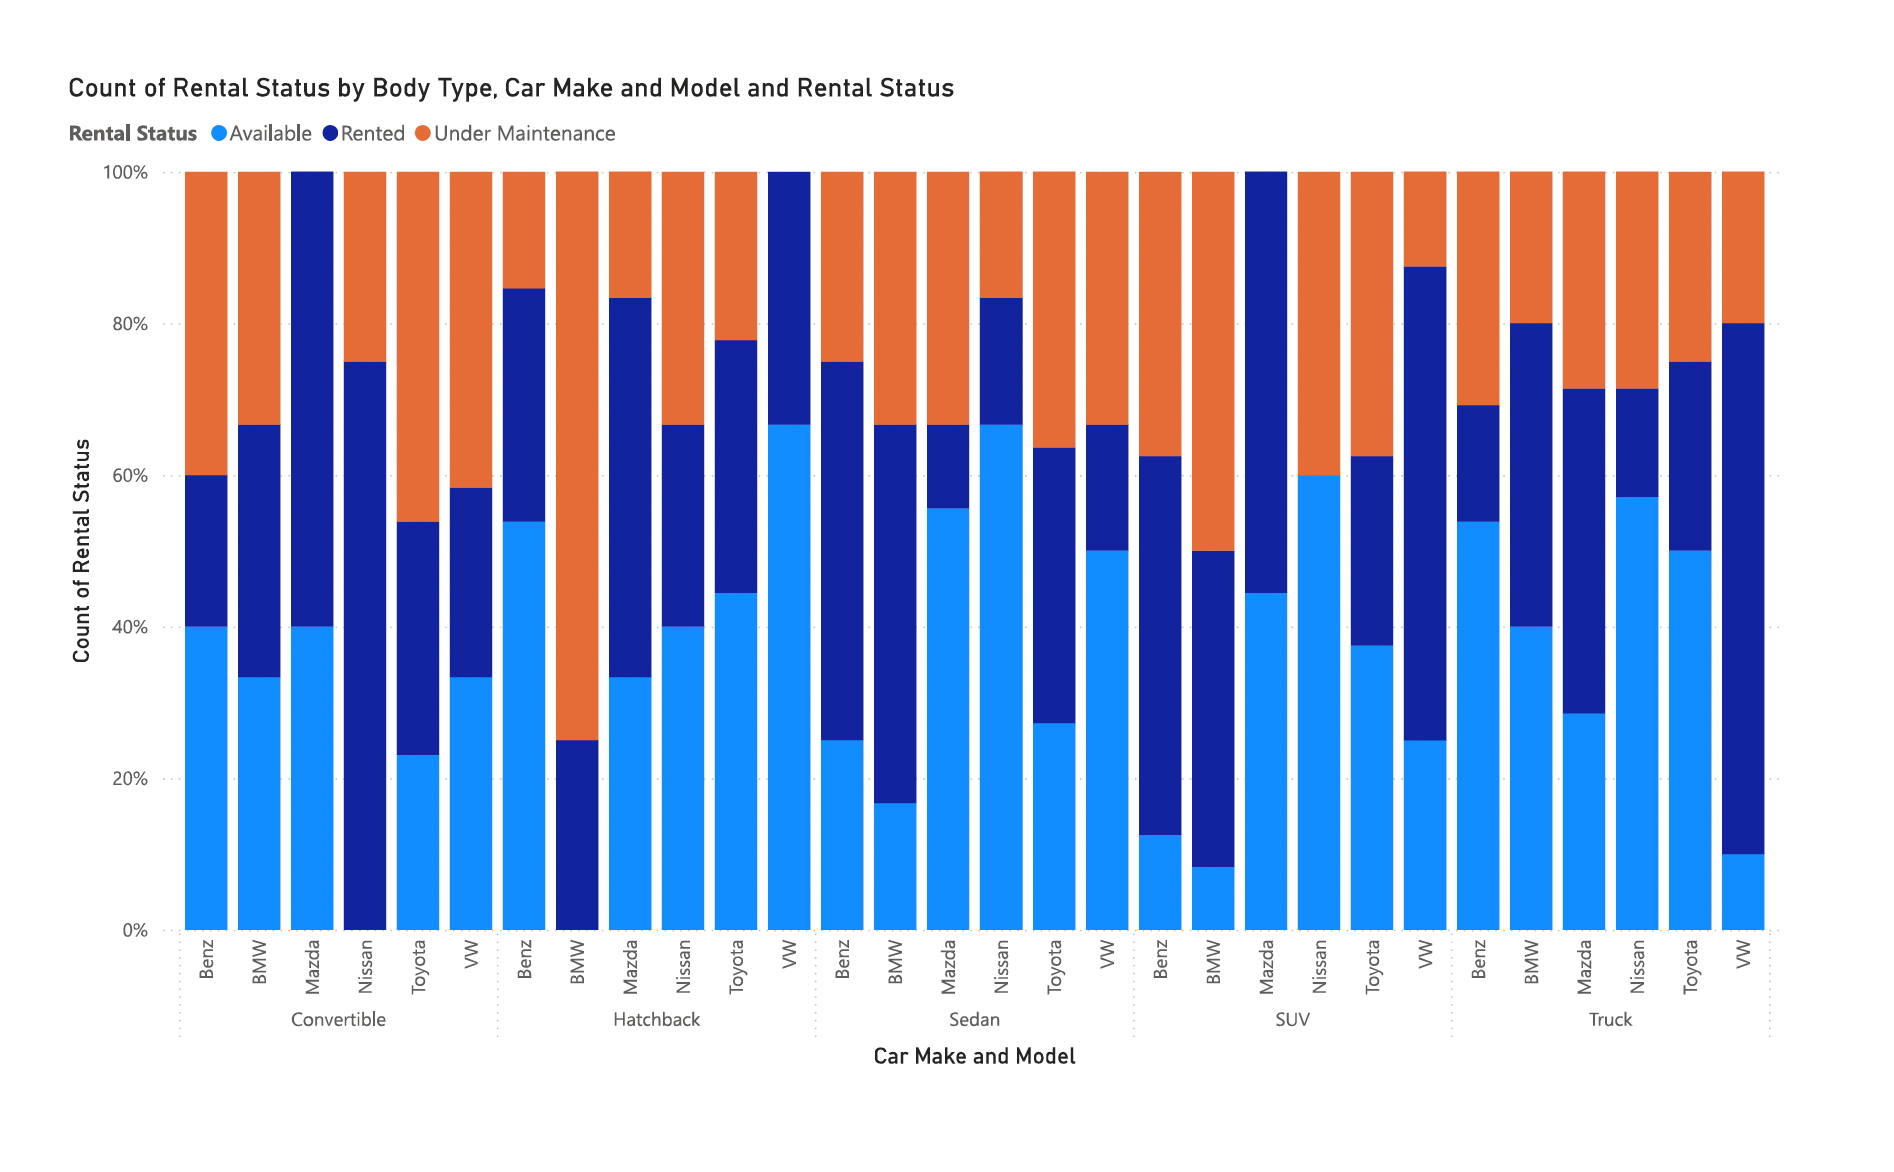 Count of Rental Status by Body Type, Car Make and Model and Rental Status
Rental Status Available Rented Under Maintenance
100%
80%
60%
40%
20%
0%
Count of Rental Status
Benz BMW Mazda Nissan Toyota VW Benz BMW Mazda Nissan Toyota VW Benz BMW Mazda Nissan Toyota VW Benz BMW Mazda Nissan Toyota VW Benz BMW Mazda Nissan Toyota VW
Convertible Hatchback Sedan SUV Truck
Car Make and Model